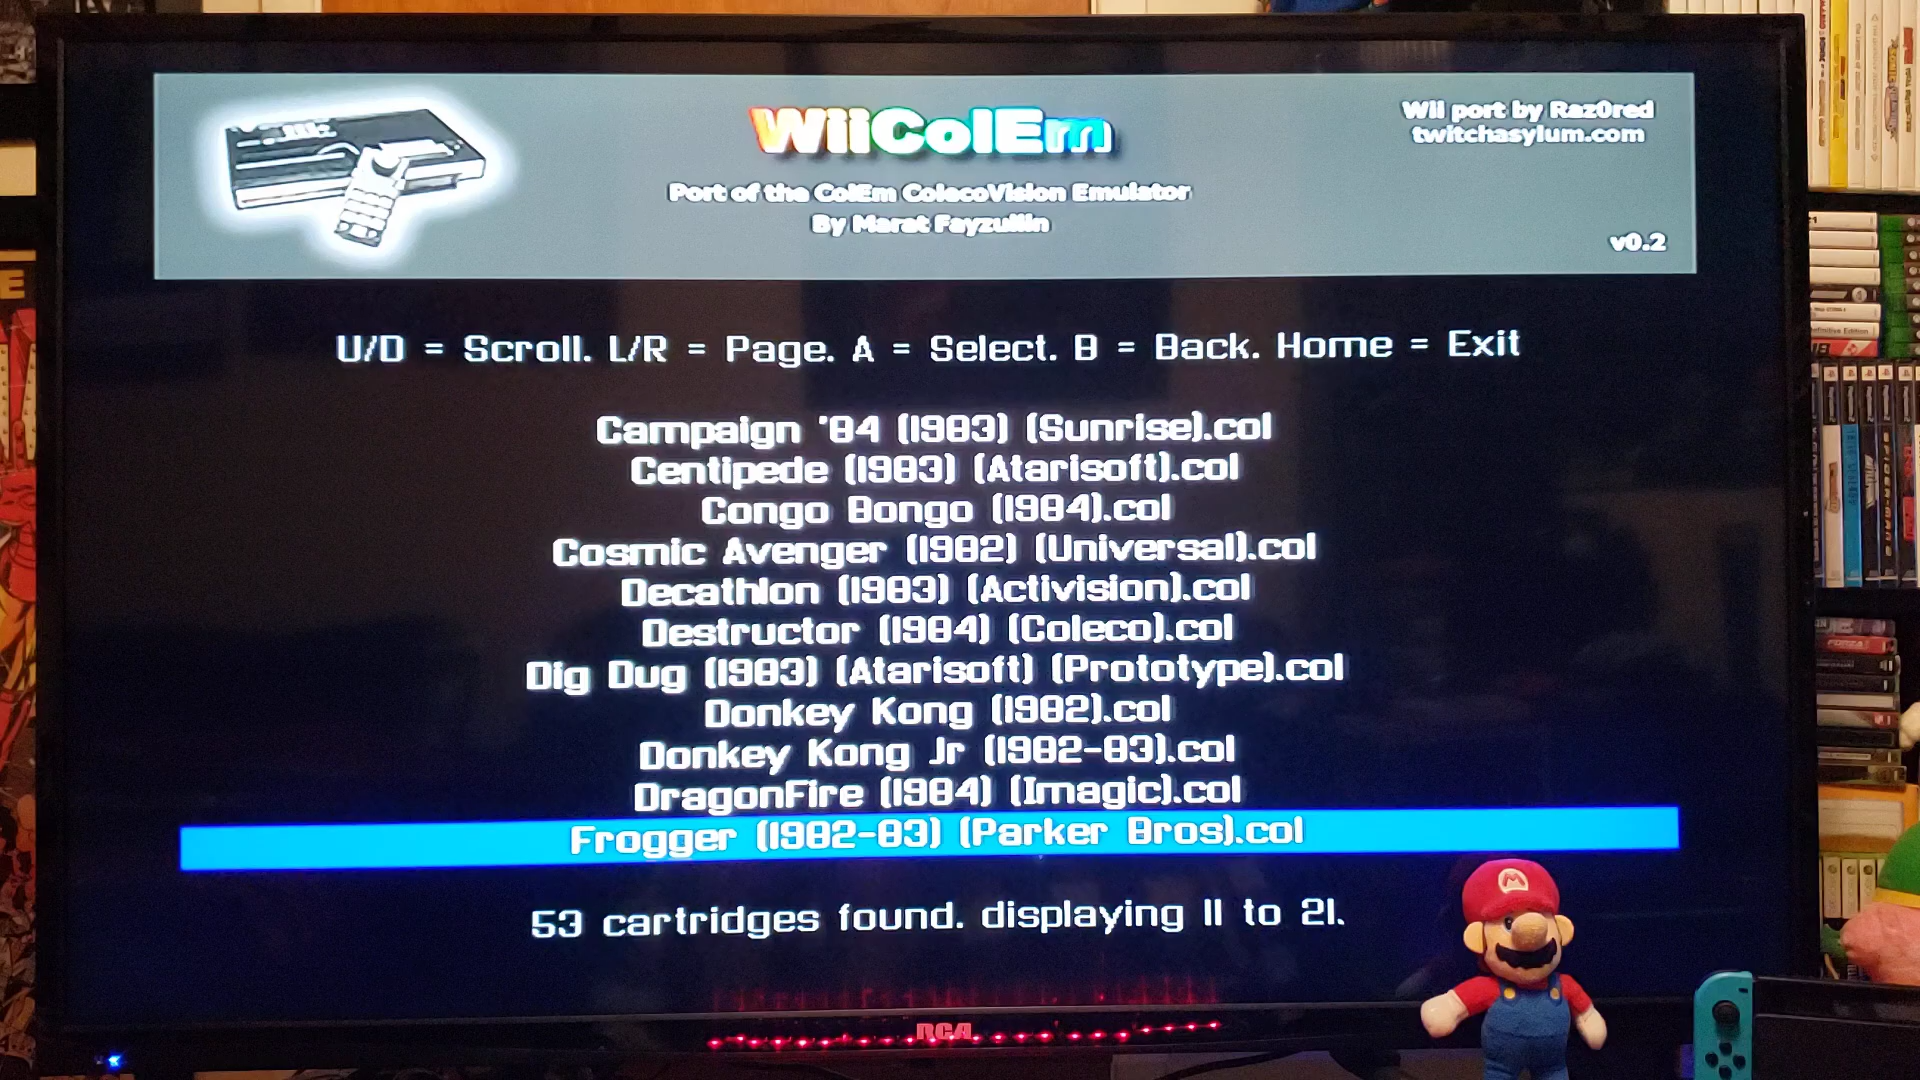 WiiColEm
Port of the ColEm ColecoVision Emulator
By Marat Fayzullin
Wii port by Raz0red
twitchasylum.com
v0.2
U/D = Scroll. L/R = Page. A = Select. B = Back. Home = Exit
Campaign '84 (1983) (Sunrise).col
Centipede (1983) (Atarisoft).col
Congo Bongo (1984).col
Cosmic Avenger (1982) (Universal).col
Decathlon (1983) (Activision).col
Destructor (1984) (Coleco).col
Dig Dug (1983) (Atarisoft) (Prototype).col
Donkey Kong (1982).col
Donkey Kong Jr (1982-83).col
DragonFire (1984) (Imagic).col
Frogger (1982-83) (Parker Bros).col
53 cartridges found. displaying 11 to 21.
RCA
M